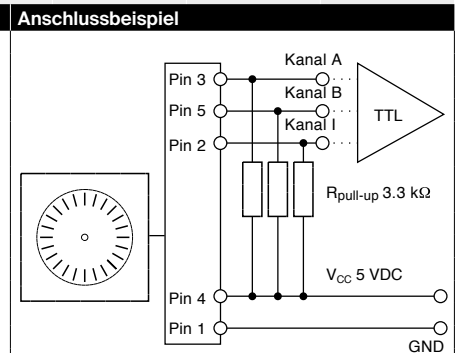 Anschlussbeispiel
Pin 3
Kanal A
Pin 5
Kanal B
TTL
Pin 2
Kanal I
Rpull-up 3.3 kΩ
VCC 5 VDC
Pin 4
Pin 1
GND